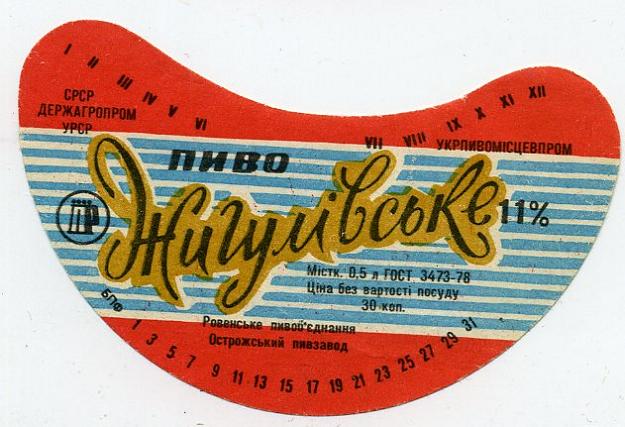 I II III IV V VI
VII VIII IX X XI XII
СРСР
ДЕРЖАГРОПРОМ
УРСР
УКРПИВОМІСЦЕВПРОМ
ПИВО
Жигулівське
11%
Містк. 0,5 л ГОСТ 3473-78
Ціна без вартості посуду
30 коп.
Ровенське пивоб'єднання
Острожський пивзавод
БПФ 1 3 5 7 9 11 13 15 17 19 21 23 25 27 29 31